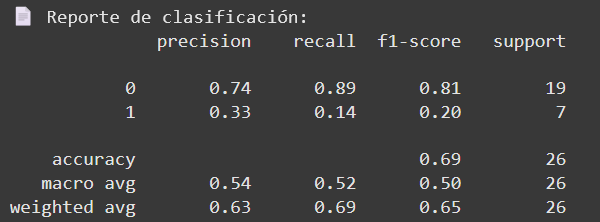 Reporte de clasificación:
precision recall f1-score support
0 0.74 0.89 0.81 19
1 0.33 0.14 0.20 7
accuracy 0.69 26
macro avg 0.54 0.52 0.50 26
weighted avg 0.63 0.69 0.65 26